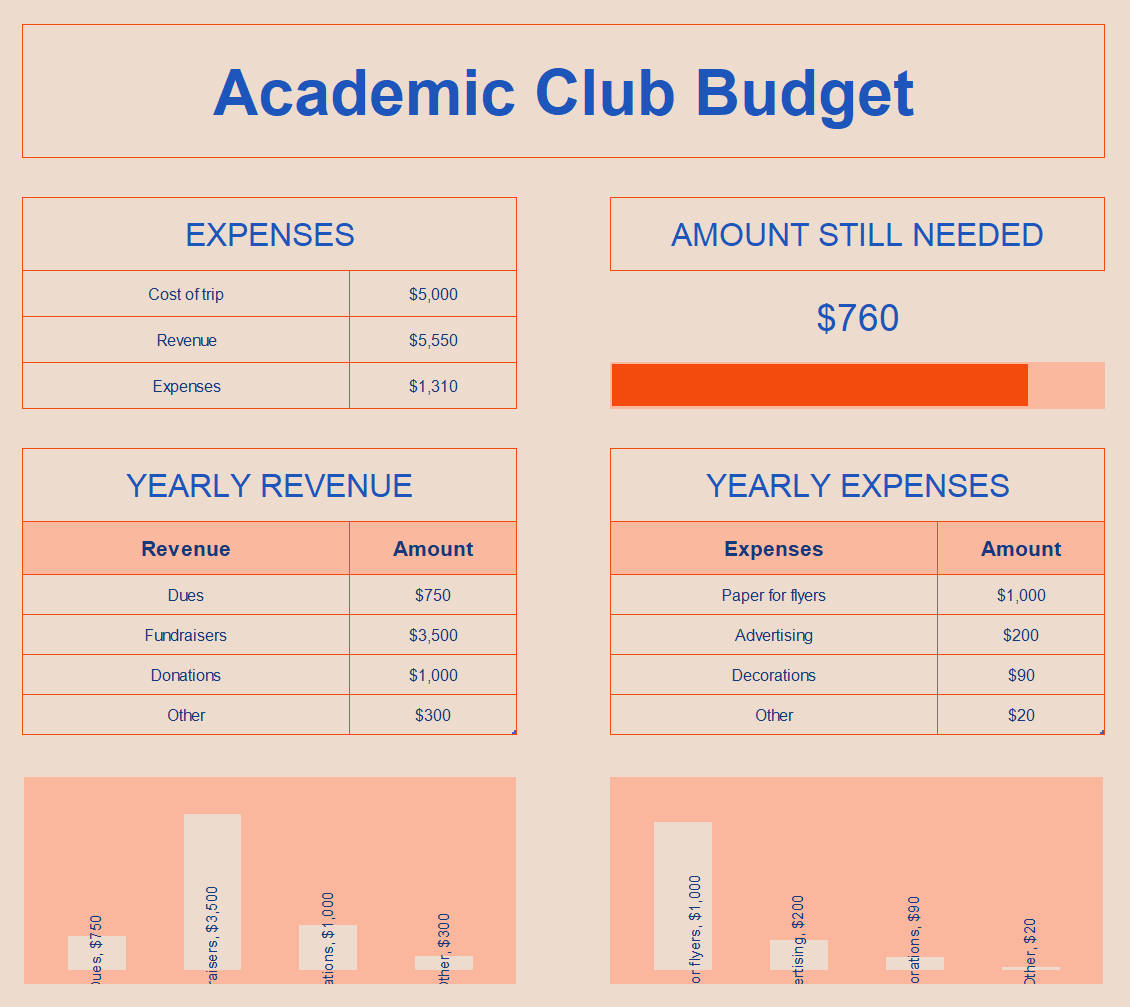 Academic Club Budget
EXPENSES
Cost of trip $5,000
Revenue $5,550
Expenses $1,310
AMOUNT STILL NEEDED
$760
YEARLY REVENUE
Revenue Amount
Dues $750
Fundraisers $3,500
Donations $1,000
Other $300
YEARLY EXPENSES
Expenses Amount
Paper for flyers $1,000
Advertising $200
Decorations $90
Other $20
Dues, $750
raisers, $3,500
ations, $1,000
ther, $300
or flyers, $1,000
ertising, $200
orations, $90
Other, $20